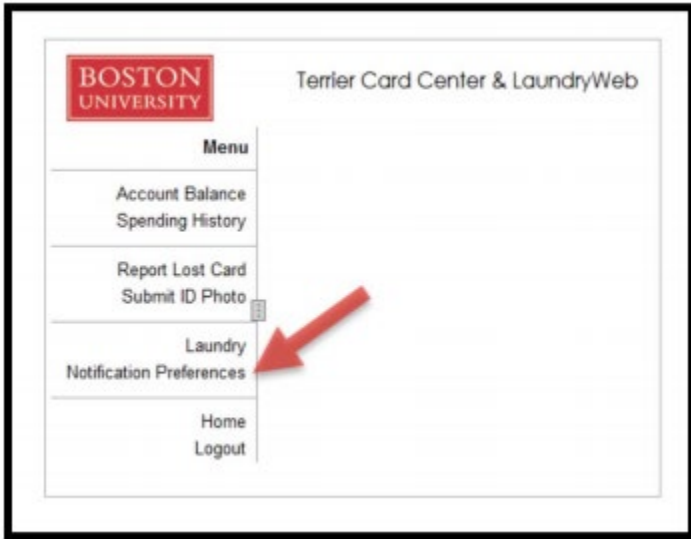 BOSTON
UNIVERSITY
Terrier Card Center & LaundryWeb
Menu
Account Balance
Spending History
Report Lost Card
Submit ID Photo
Laundry
Notification Preferences
Home
Logout